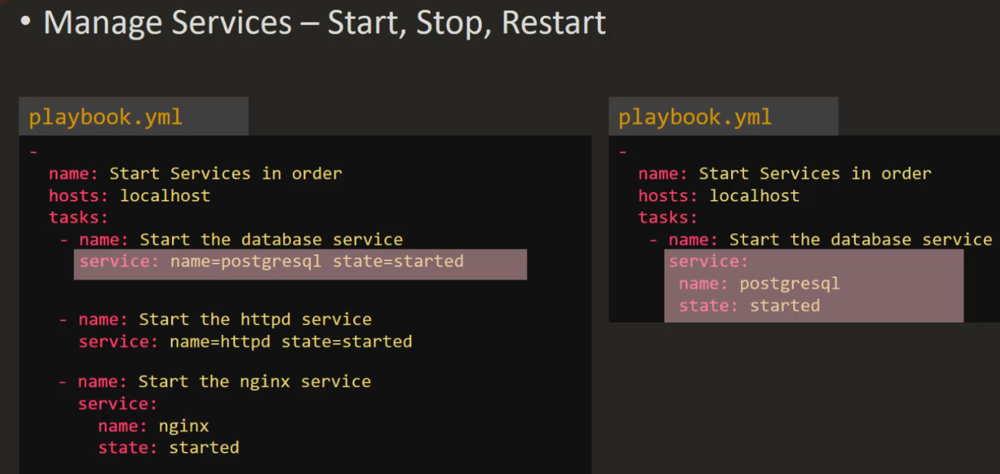 • Manage Services – Start, Stop, Restart
playbook.yml
-
name: Start Services in order
hosts: localhost
tasks:
- name: Start the database service
service: name=postgresql state=started
- name: Start the httpd service
service: name=httpd state=started
- name: Start the nginx service
service:
name: nginx
state: started
playbook.yml
-
name: Start Services in order
hosts: localhost
tasks:
- name: Start the database service
service:
name: postgresql
state: started